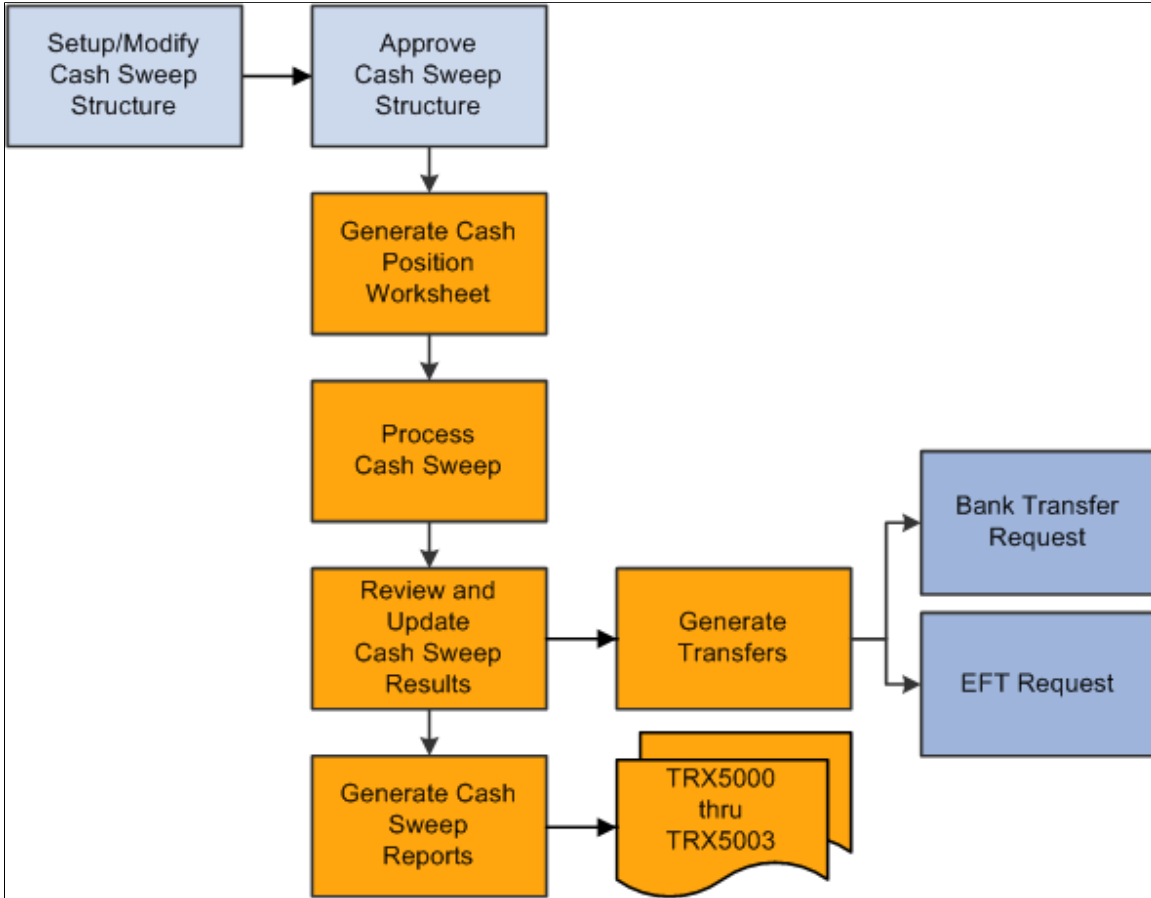 Setup/Modify
Cash Sweep
Structure
Approve
Cash Sweep
Structure
Generate Cash
Position
Worksheet
Process
Cash Sweep
Review and
Update
Cash Sweep
Results
Generate
Transfers
Bank Transfer
Request
EFT Request
Generate Cash
Sweep
Reports
TRX5000
thru
TRX5003